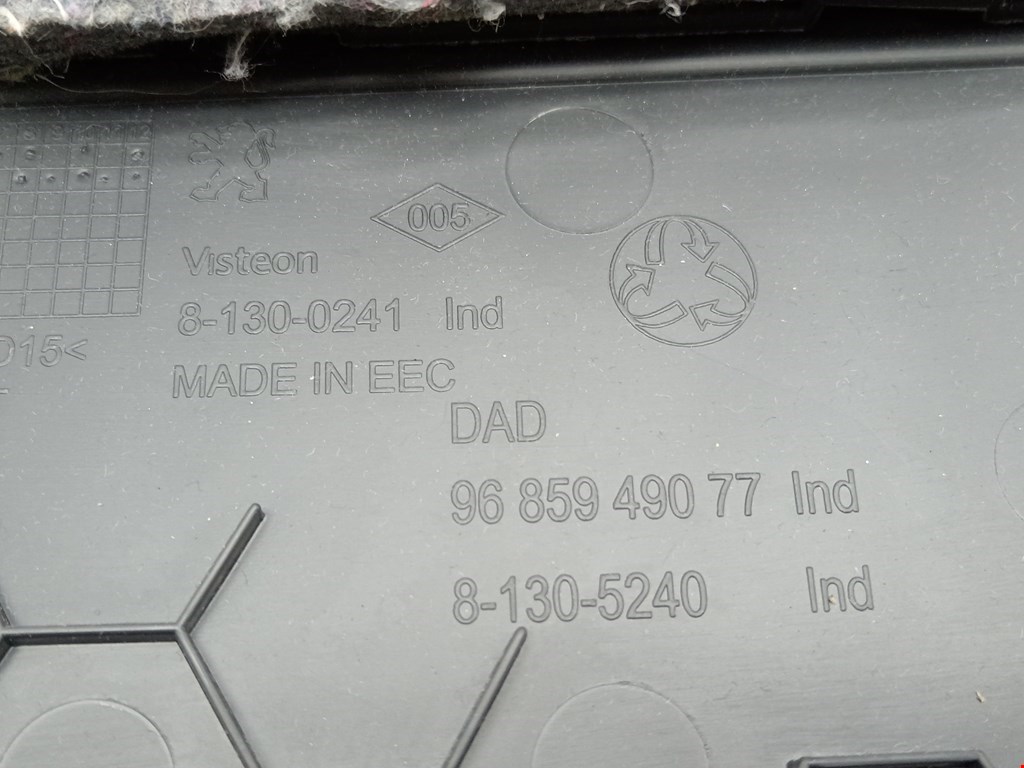 005
Visteon
8-130-0241 Ind
MADE IN EEC
15<
DAD
96 859 490 77 Ind
8-130-5240 Ind